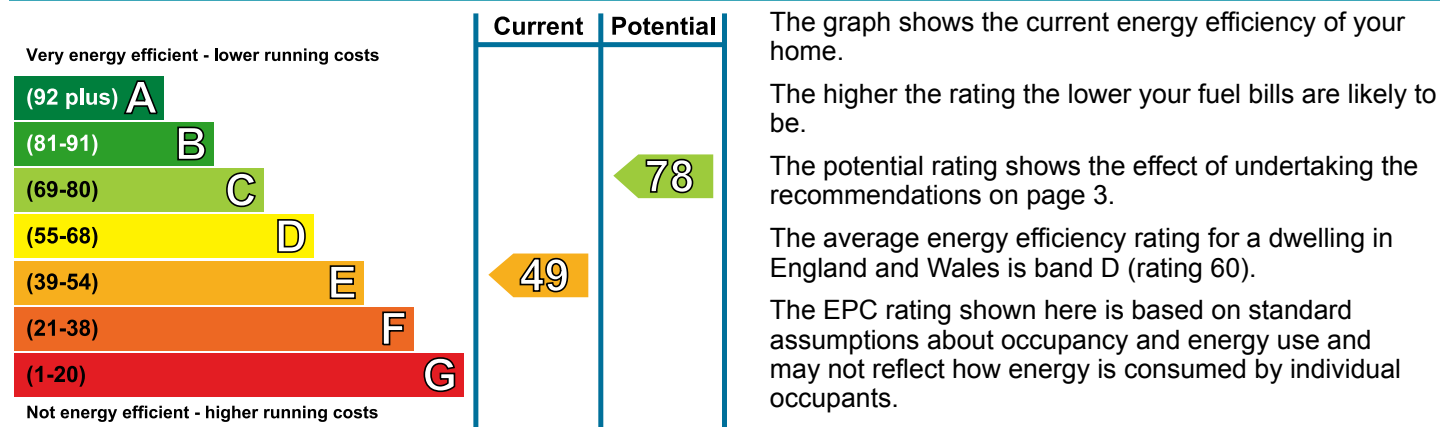 Current Potential
Very energy efficient - lower running costs
(92 plus) A
(81-91) B
(69-80) C
78
(55-68) D
(39-54) E
49
(21-38) F
(1-20) G
Not energy efficient - higher running costs
The graph shows the current energy efficiency of your
home.
The higher the rating the lower your fuel bills are likely to
be.
The potential rating shows the effect of undertaking the
recommendations on page 3.
The average energy efficiency rating for a dwelling in
England and Wales is band D (rating 60).
The EPC rating shown here is based on standard
assumptions about occupancy and energy use and
may not reflect how energy is consumed by individual
occupants.